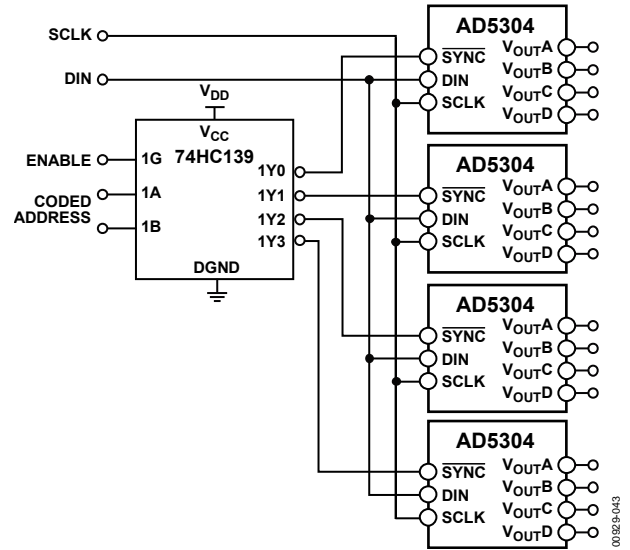 SCLK
DIN
VDD
VCC
74HC139
ENABLE
1G
CODED
ADDRESS
1A
1B
1Y0
1Y1
1Y2
1Y3
DGND
AD5304
SYNC
DIN
SCLK
VOUTA
VOUTB
VOUTC
VOUTD
AD5304
SYNC
DIN
SCLK
VOUTA
VOUTB
VOUTC
VOUTD
AD5304
SYNC
DIN
SCLK
VOUTA
VOUTB
VOUTC
VOUTD
AD5304
SYNC
DIN
SCLK
VOUTA
VOUTB
VOUTC
VOUTD
00929-043